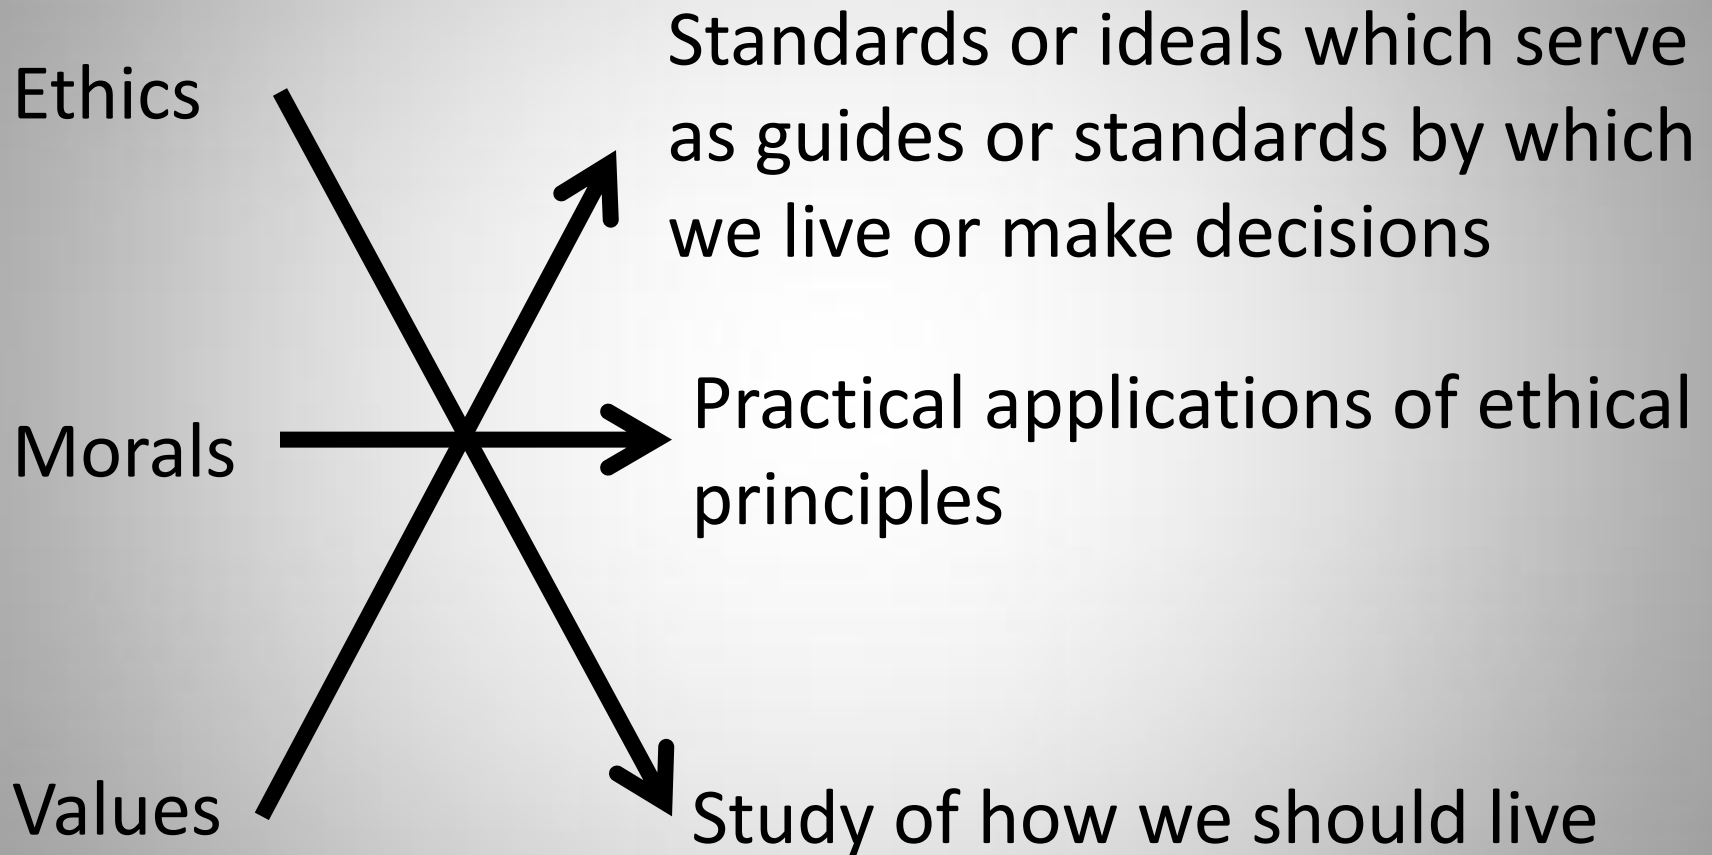 Ethics
Standards or ideals which serve
as guides or standards by which
we live or make decisions
Morals
Practical applications of ethical
principles
Values
Study of how we should live